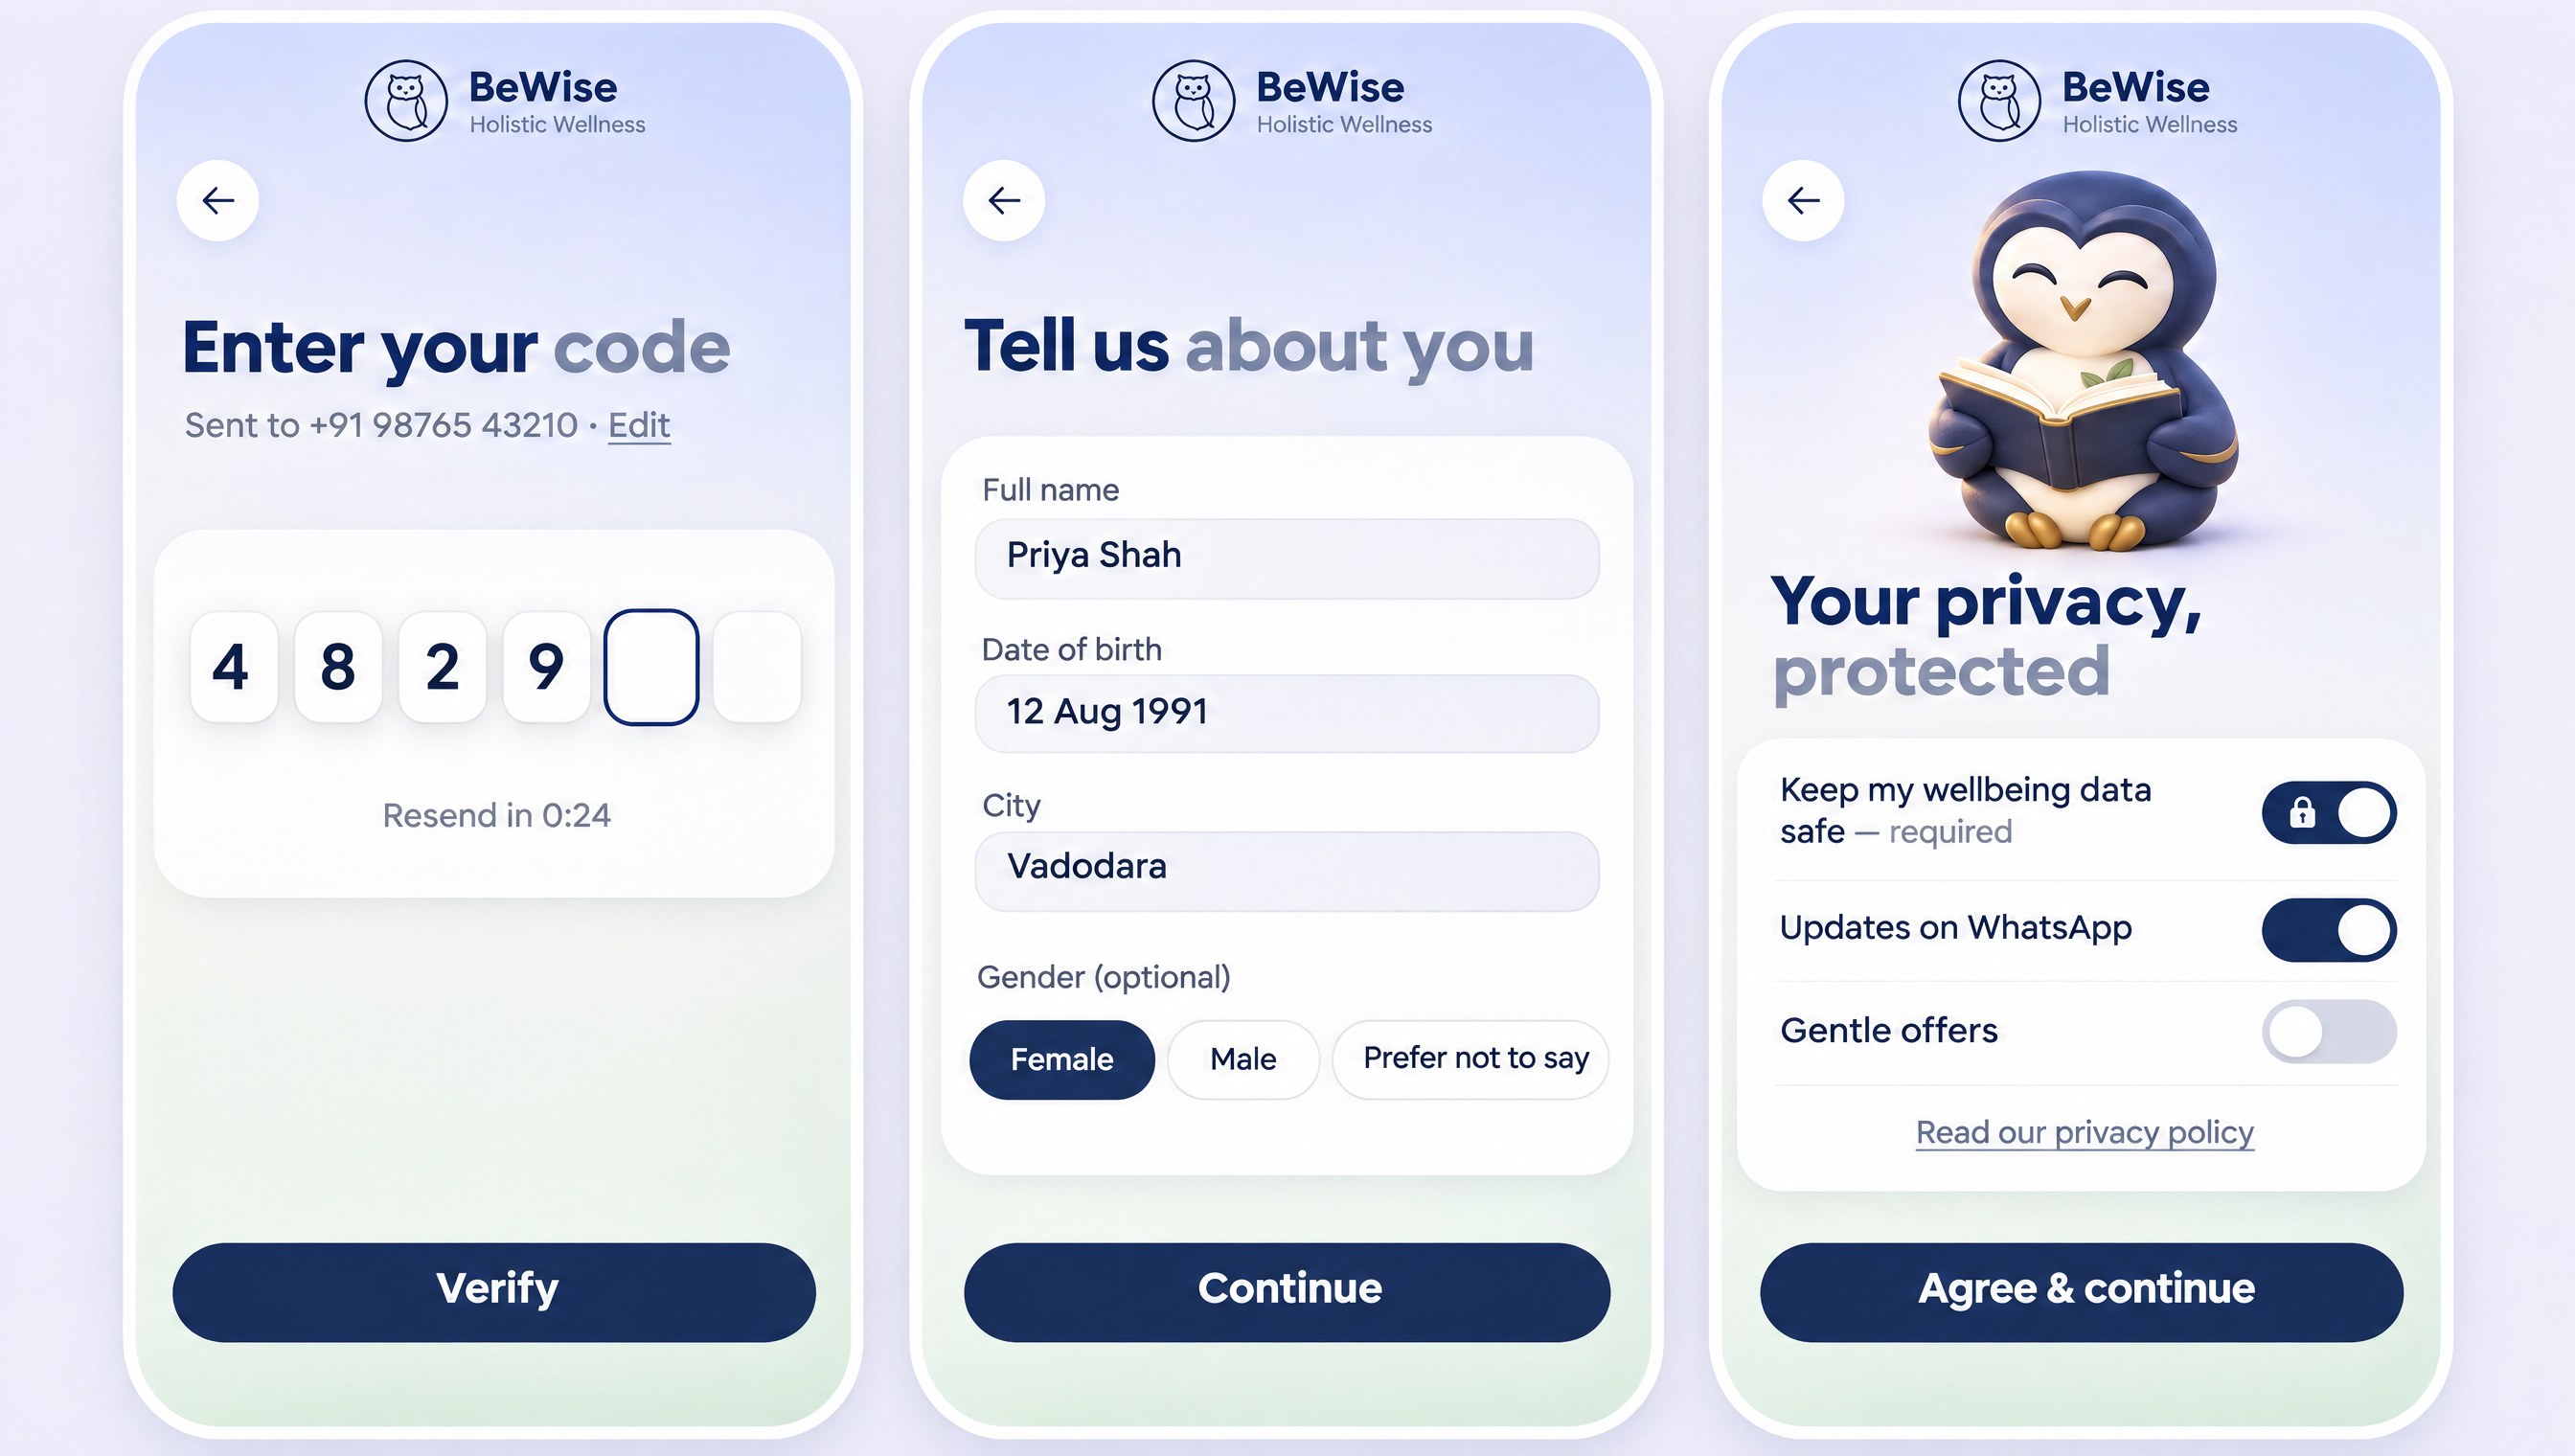 BeWise
Holistic Wellness
Enter your code
Sent to +91 98765 43210 · Edit
4 8 2 9
Resend in 0:24
Verify
BeWise
Holistic Wellness
Tell us about you
Full name
Priya Shah
Date of birth
12 Aug 1991
City
Vadodara
Gender (optional)
Female
Male
Prefer not to say
Continue
BeWise
Holistic Wellness
Your privacy,
protected
Keep my wellbeing data
safe — required
Updates on WhatsApp
Gentle offers
Read our privacy policy
Agree & continue